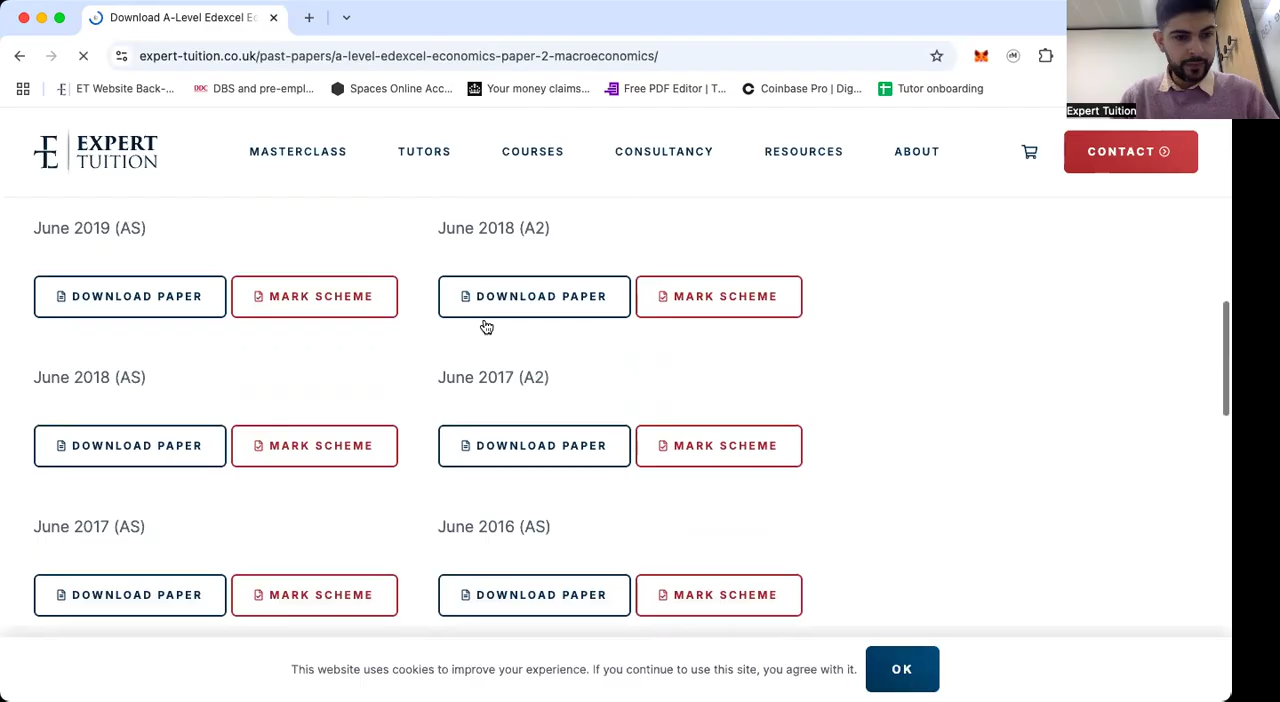 Download A-Level Edexcel Ec
expert-tuition.co.uk/past-papers/a-level-edexcel-economics-paper-2-macroeconomics/
ET Website Back-... DBS and pre-empl... Spaces Online Acc... Your money claims... Free PDF Editor | T... Coinbase Pro | Dig... Tutor onboarding
Expert Tuition
EXPERT
TUITION
MASTERCLASS TUTORS COURSES CONSULTANCY RESOURCES ABOUT CONTACT
June 2019 (AS) June 2018 (A2)
DOWNLOAD PAPER MARK SCHEME DOWNLOAD PAPER MARK SCHEME
June 2018 (AS) June 2017 (A2)
DOWNLOAD PAPER MARK SCHEME DOWNLOAD PAPER MARK SCHEME
June 2017 (AS) June 2016 (AS)
DOWNLOAD PAPER MARK SCHEME DOWNLOAD PAPER MARK SCHEME
This website uses cookies to improve your experience. If you continue to use this site, you agree with it. OK